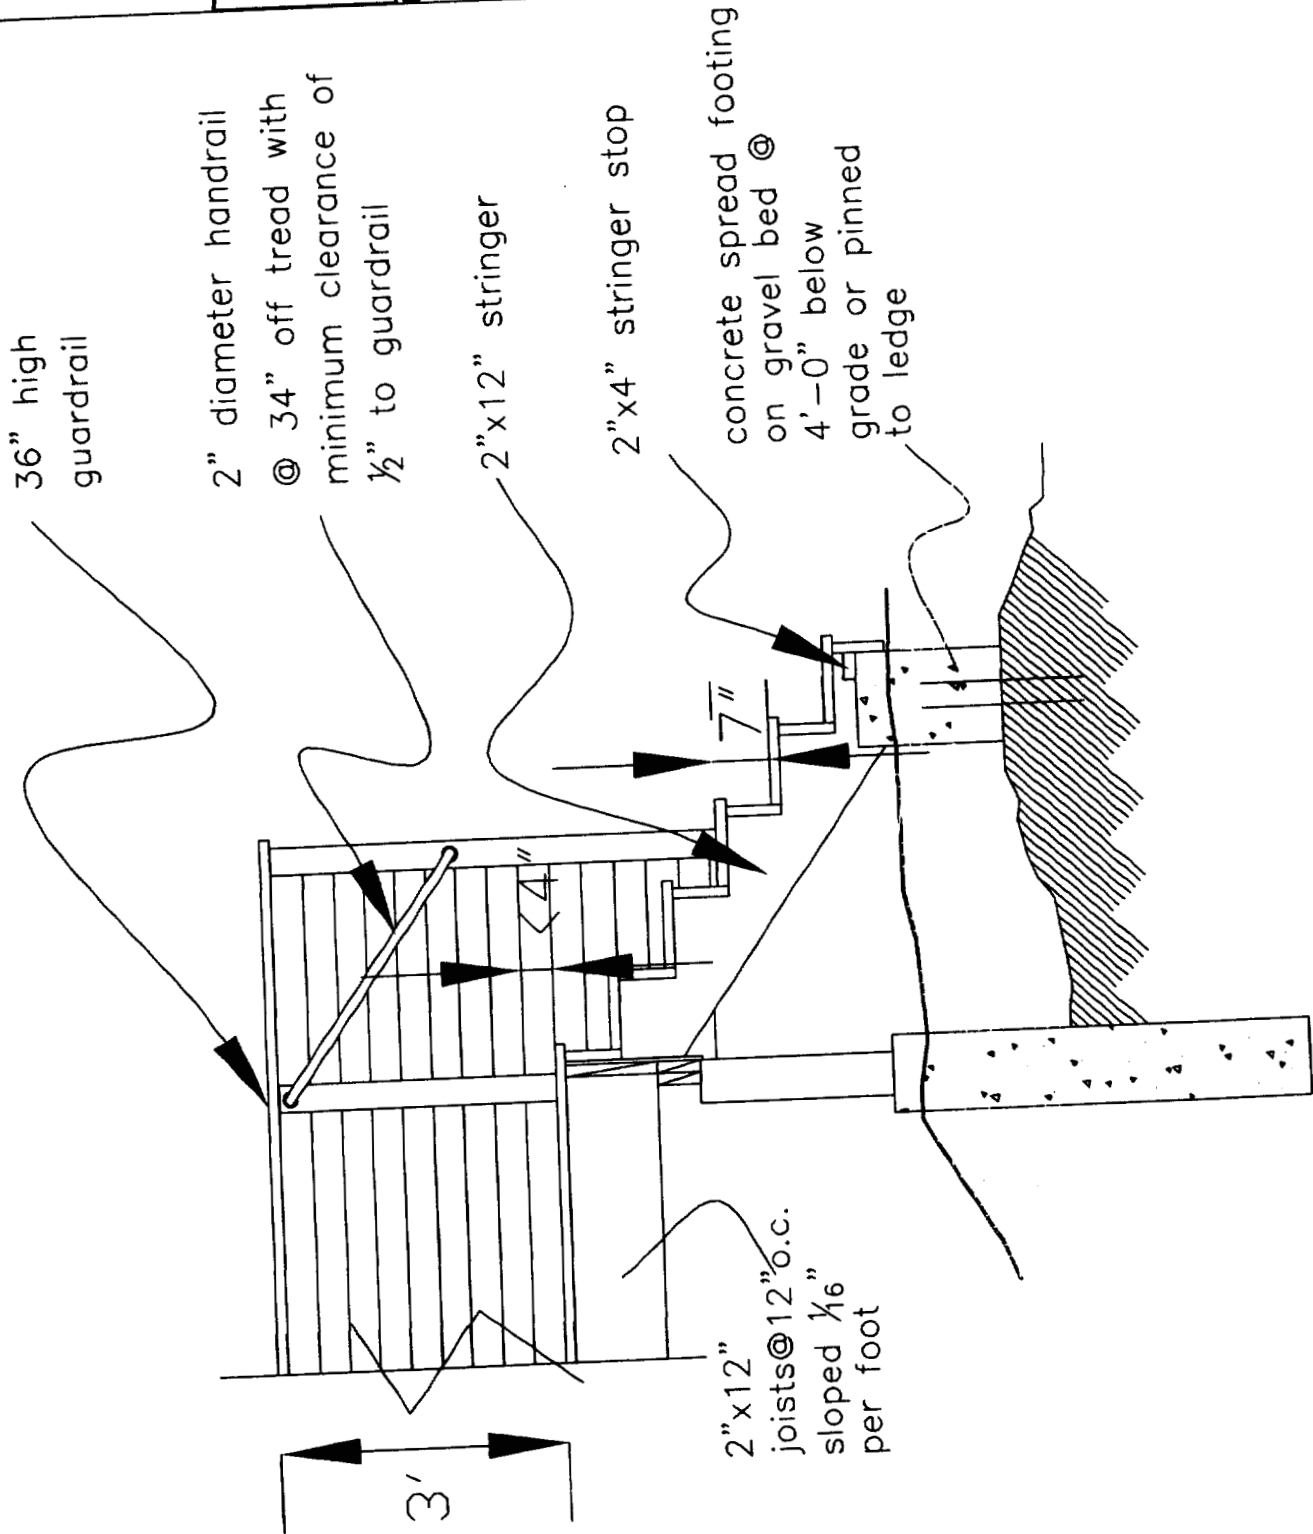 36" high
guardrail
2" diameter handrail
@ 34" off tread with
minimum clearance of
½" to guardrail
2"x12" stringer
2"x4" stringer stop
concrete spread footing
on gravel bed @
4'-0" below
grade or pinned
to ledge
7"
<4"
3'
2"x12"
joists@12"o.c.
sloped 1/16"
per foot